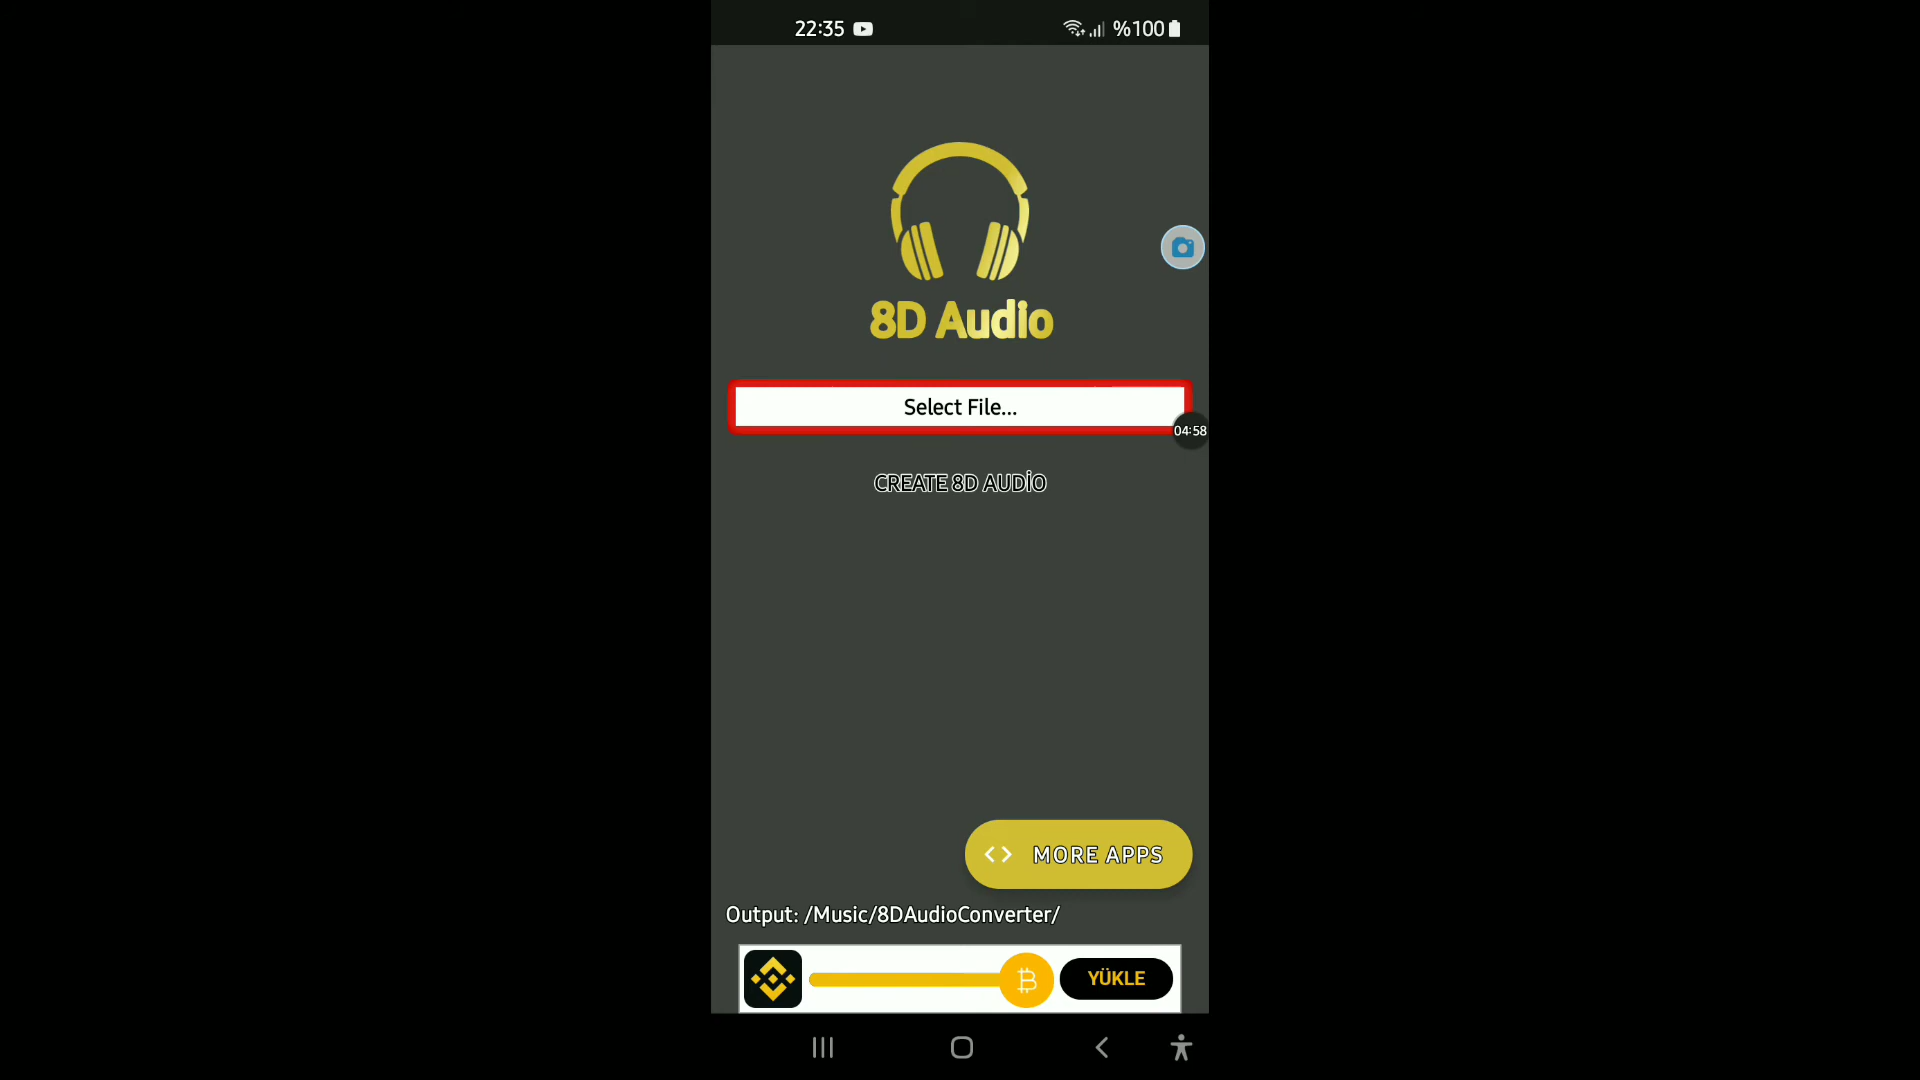 22:35 %100
8D Audio
Select File...
04:58
CREATE 8D AUDİO
MORE APPS
Output: /Music/8DAudioConverter/
YÜKLE